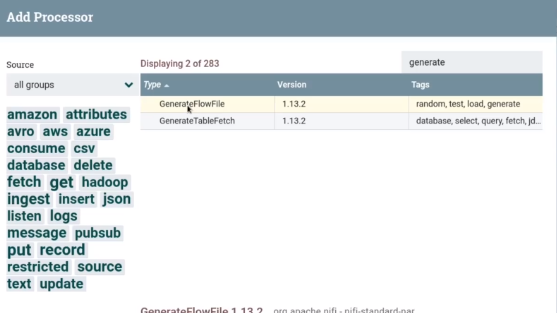 Add Processor
Source
Displaying 2 of 283
generate
all groups
Type Version Tags
GenerateFlowFile 1.13.2 random, test, load, generate
GenerateTableFetch 1.13.2 database, select, query, fetch, jd...
amazon attributes
avro aws azure
consume csv
database delete
fetch get hadoop
ingest insert json
listen logs
message pubsub
put record
restricted source
text update
GenerateFlowFile 1.13.2 org.apache.nifi - nifi-standard-nar